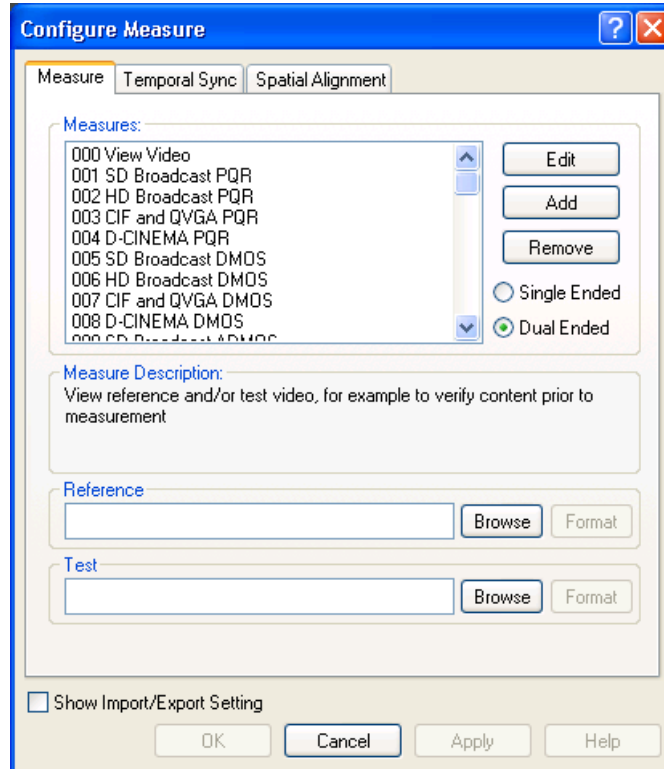 Configure Measure
Measure Temporal Sync Spatial Alignment
Measures:
000 View Video
001 SD Broadcast PQR
002 HD Broadcast PQR
003 CIF and QVGA PQR
004 D-CINEMA PQR
005 SD Broadcast DMOS
006 HD Broadcast DMOS
007 CIF and QVGA DMOS
008 D-CINEMA DMOS
009 SD Broadcast ADMOS
Edit
Add
Remove
Single Ended
Dual Ended
Measure Description:
View reference and/or test video, for example to verify content prior to
measurement
Reference
Browse Format
Test
Browse Format
Show Import/Export Setting
OK Cancel Apply Help